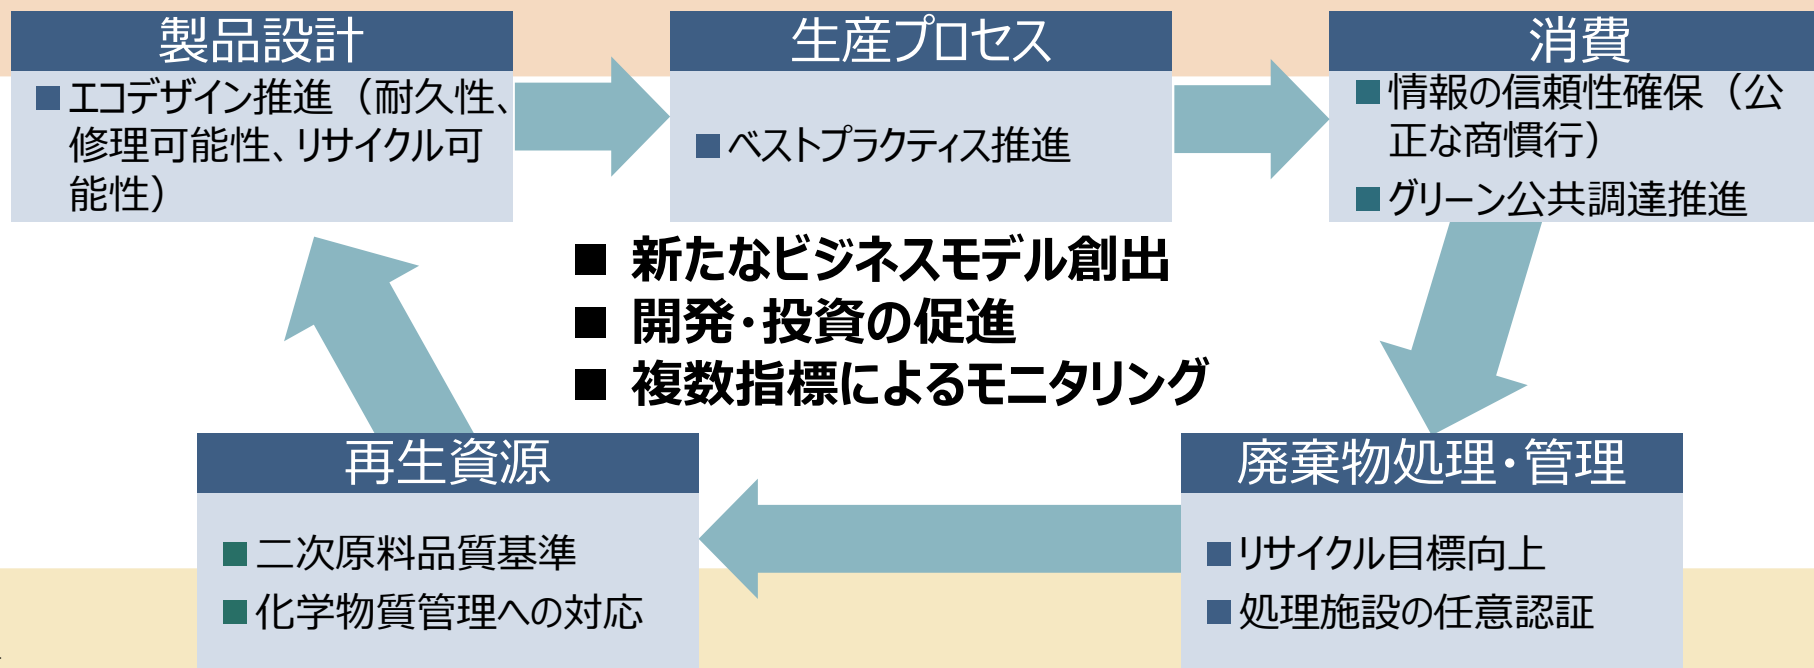 製品設計
■エコデザイン推進（耐久性、
修理可能性、リサイクル可
能性）
生産プロセス
■ベストプラクティス推進
消費
■情報の信頼性確保（公
正な商慣行）
■グリーン公共調達推進
■ 新たなビジネスモデル創出
■ 開発・投資の促進
■ 複数指標によるモニタリング
再生資源
■二次原料品質基準
■化学物質管理への対応
廃棄物処理・管理
■リサイクル目標向上
■処理施設の任意認証